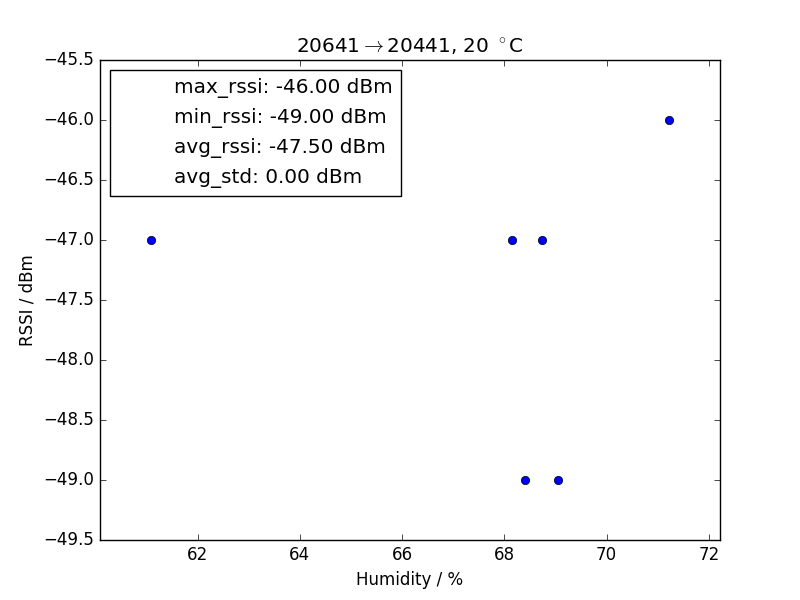 20641→20441, 20 °C
max_rssi: -46.00 dBm
min_rssi: -49.00 dBm
avg_rssi: -47.50 dBm
avg_std: 0.00 dBm
RSSI / dBm
−45.5
−46.0
−46.5
−47.0
−47.5
−48.0
−48.5
−49.0
−49.5
62 64 66 68 70 72
Humidity / %